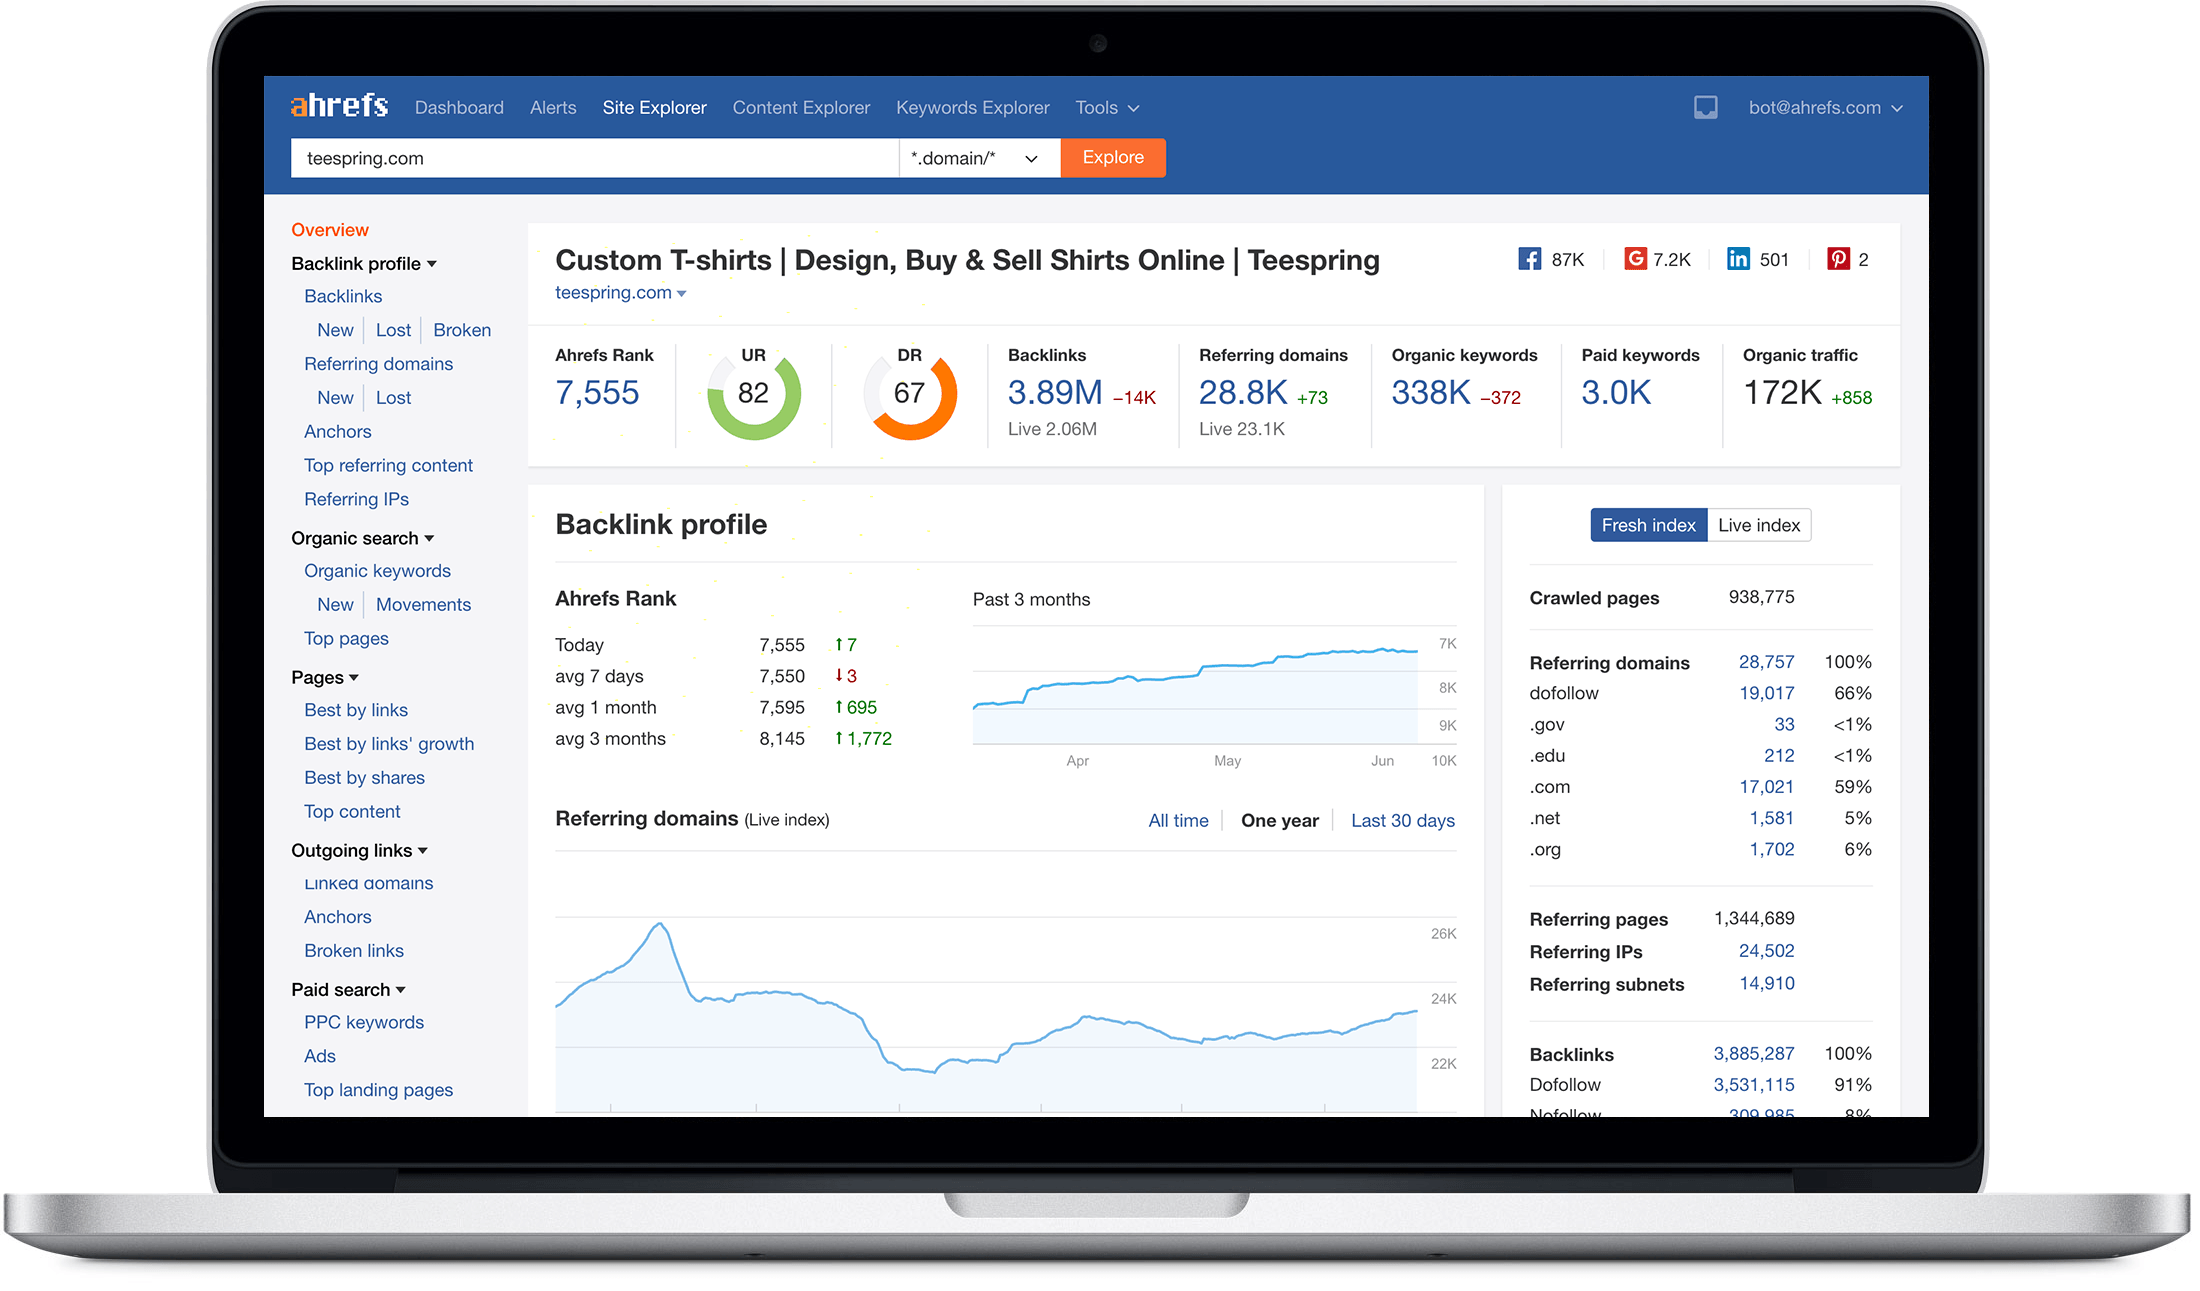 ahrefs Dashboard Alerts Site Explorer Content Explorer Keywords Explorer Tools bot@ahrefs.com
teespring.com *.domain/* Explore
Overview
Backlink profile
Backlinks
New Lost Broken
Referring domains
New Lost
Anchors
Top referring content
Referring IPs
Organic search
Organic keywords
New Movements
Top pages
Pages
Best by links
Best by links' growth
Best by shares
Top content
Outgoing links
Linked domains
Anchors
Broken links
Paid search
PPC keywords
Ads
Top landing pages
Custom T-shirts | Design, Buy & Sell Shirts Online | Teespring
teespring.com
f 87K G 7.2K in 501 2
Ahrefs Rank
7,555
UR
82
DR
67
Backlinks
3.89M −14K
Live 2.06M
Referring domains
28.8K +73
Live 23.1K
Organic keywords
338K −372
Paid keywords
3.0K
Organic traffic
172K +858
Backlink profile
Ahrefs Rank
Today 7,555 ↑7
avg 7 days 7,550 ↓3
avg 1 month 7,595 ↑695
avg 3 months 8,145 ↑1,772
Past 3 months
7K
8K
9K
Apr May Jun 10K
Referring domains (Live index) All time One year Last 30 days
26K
24K
22K
Fresh index Live index
Crawled pages 938,775
Referring domains 28,757 100%
dofollow 19,017 66%
.gov 33 <1%
.edu 212 <1%
.com 17,021 59%
.net 1,581 5%
.org 1,702 6%
Referring pages 1,344,689
Referring IPs 24,502
Referring subnets 14,910
Backlinks 3,885,287 100%
Dofollow 3,531,115 91%
Nofollow 309,985 8%